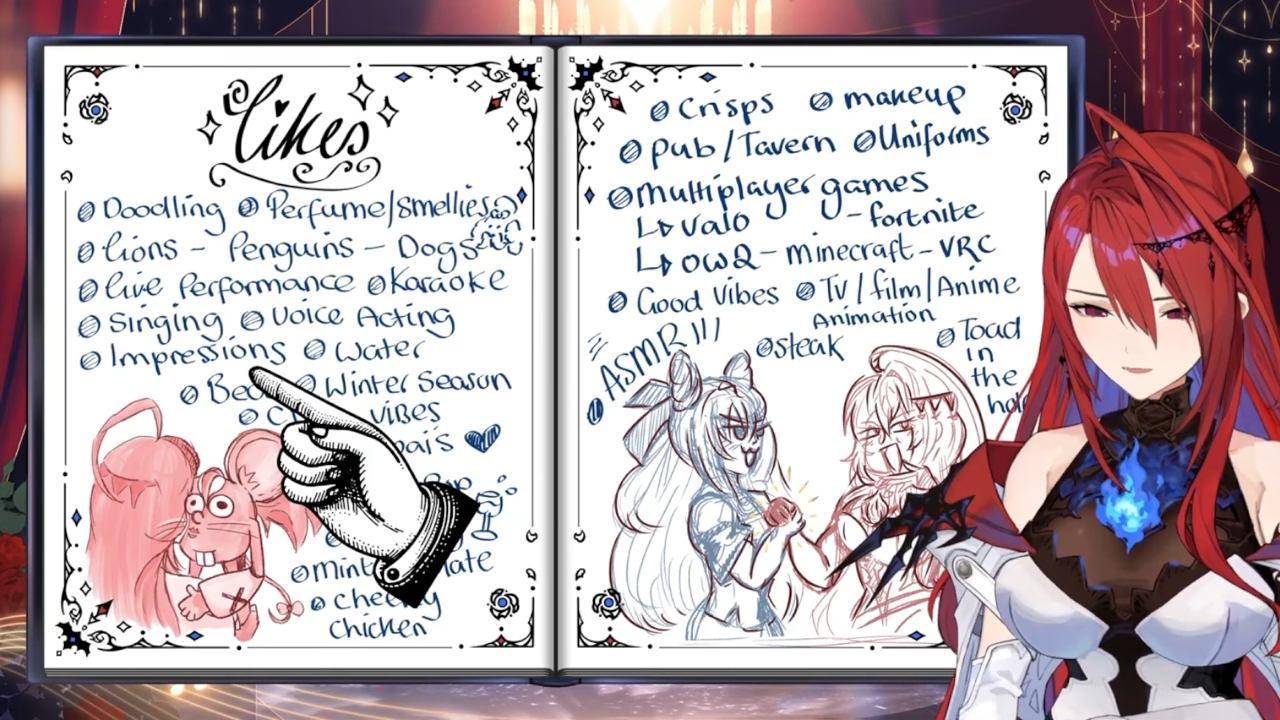 likes
Doodling Perfume/smellies
lions - Penguins - Dogs
live Performance Karaoke
Singing Voice Acting
Impressions Water
Winter Season
ViBES
♥
Mint
Cheeky
Chicken
Crisps makeup
Pub/Tavern Uniforms
Multiplayer games
↳ Valo - fortnite
↳ OW2 - Minecraft - VRC
Good Vibes TV/film/Anime
Animation
ASMR!!! steak Toad
in
the